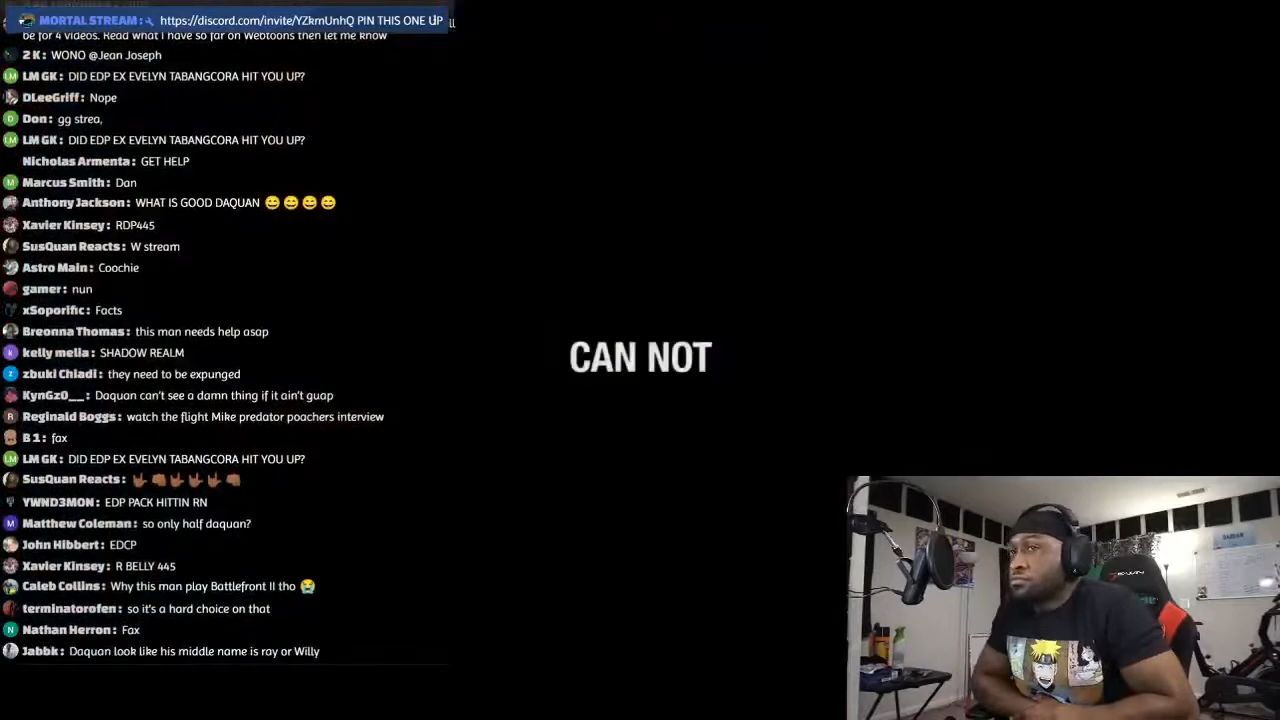 MORTAL STREAM: https://discord.com/invite/YZkmUnhQ PIN THIS ONE UP
be for 4 videos. Read what I have so far on Webtoons then let me know
2 K: WONO @Jean Joseph
LM GK: DID EDP EX EVELYN TABANGCORA HIT YOU UP?
DLeeGriff: Nope
Don: gg strea,
LM GK: DID EDP EX EVELYN TABANGCORA HIT YOU UP?
Nicholas Armenta: GET HELP
Marcus Smith: Dan
Anthony Jackson: WHAT IS GOOD DAQUAN 😄 😄 😄 😄
Xavier Kinsey: RDP445
SusQuan Reacts: W stream
Astro Main: Coochie
gamer: nun
xSoporific: Facts
Breonna Thomas: this man needs help asap
kelly melia: SHADOW REALM
zbuki Chiadi: they need to be expunged
KynGz0__: Daquan can't see a damn thing if it ain't guap
Reginald Boggs: watch the flight Mike predator poachers interview
B 1: fax
LM GK: DID EDP EX EVELYN TABANGCORA HIT YOU UP?
SusQuan Reacts: 🤟🏾👊🏾🤟🏾🤟🏾🤟🏾👊🏾
YWND3MON: EDP PACK HITTIN RN
Matthew Coleman: so only half daquan?
John Hibbert: EDCP
Xavier Kinsey: R BELLY 445
Caleb Collins: Why this man play Battlefront II tho 😭
terminatorofen: so it's a hard choice on that
Nathan Herron: Fax
Jabbk: Daquan look like his middle name is ray or Willy
CAN NOT